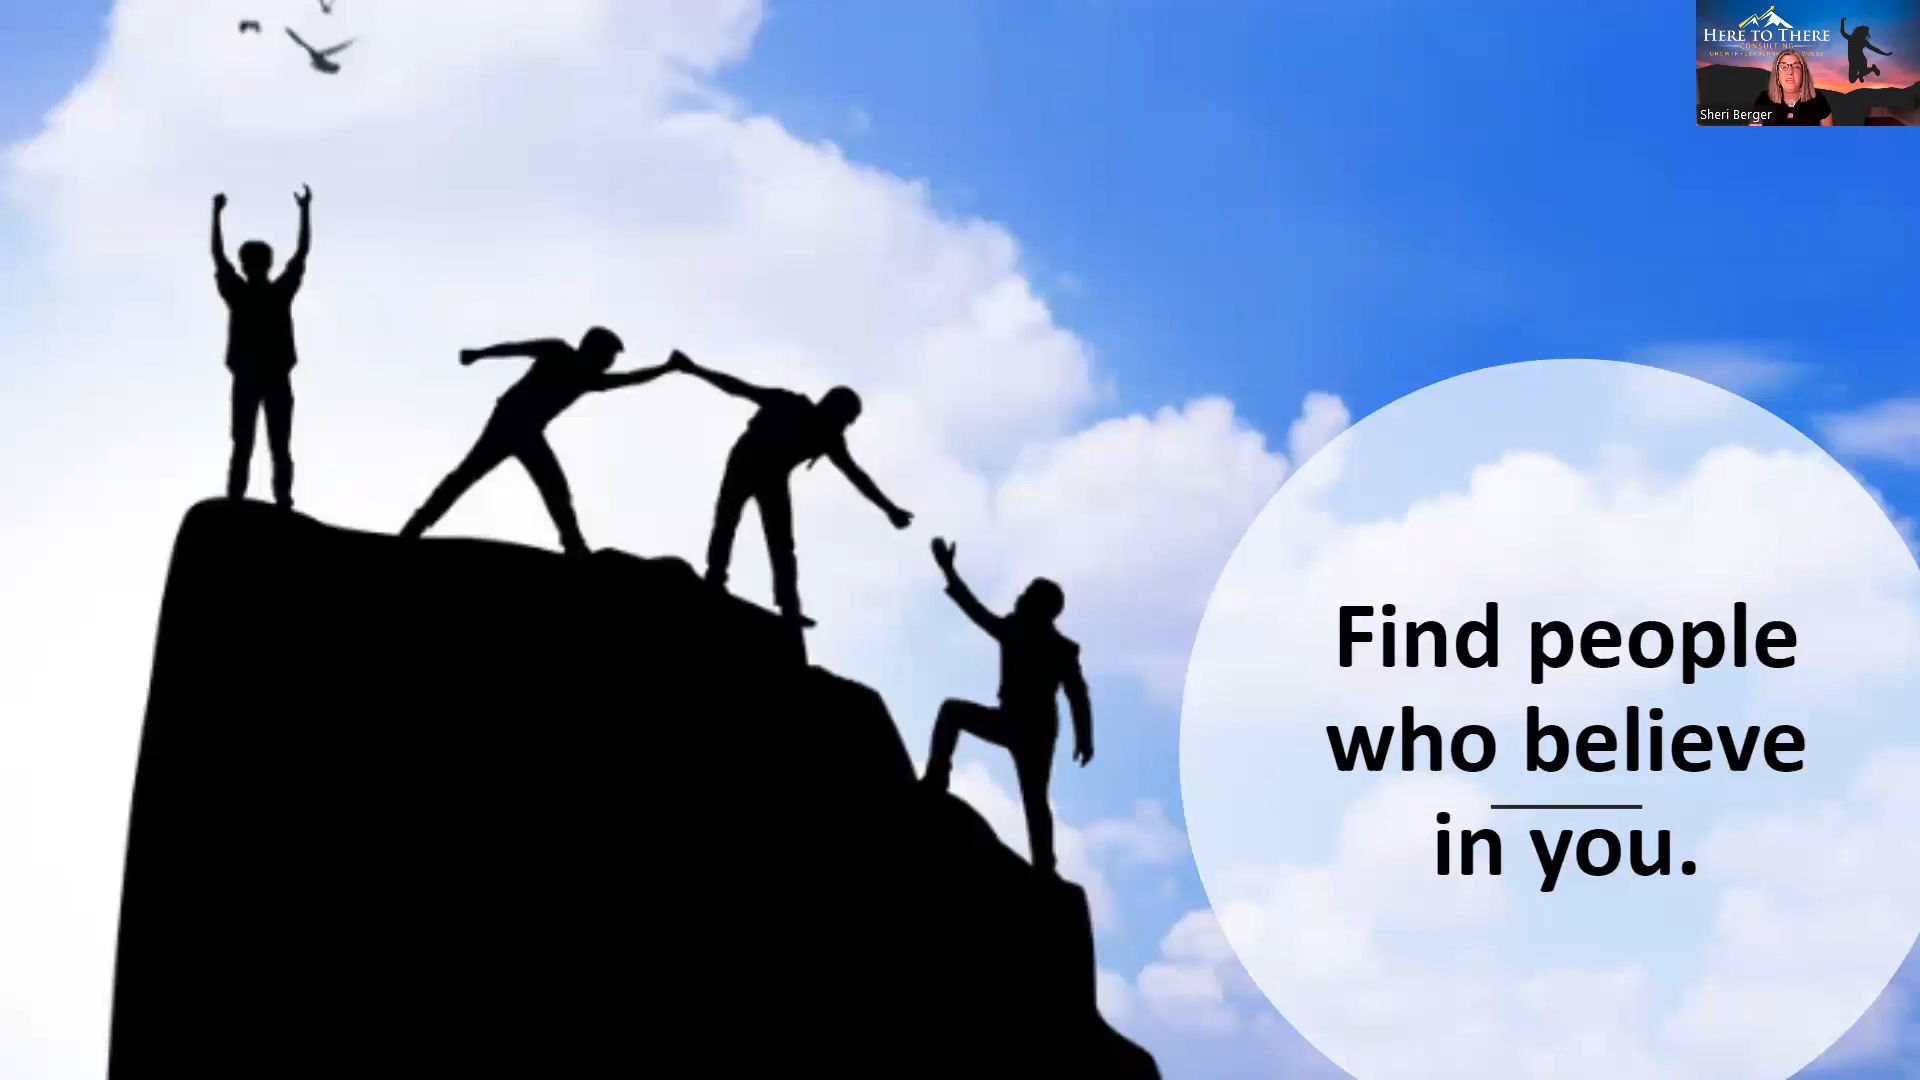 HERE TO THERE
CONSULTING
Sheri Berger
Find people
who believe
in you.